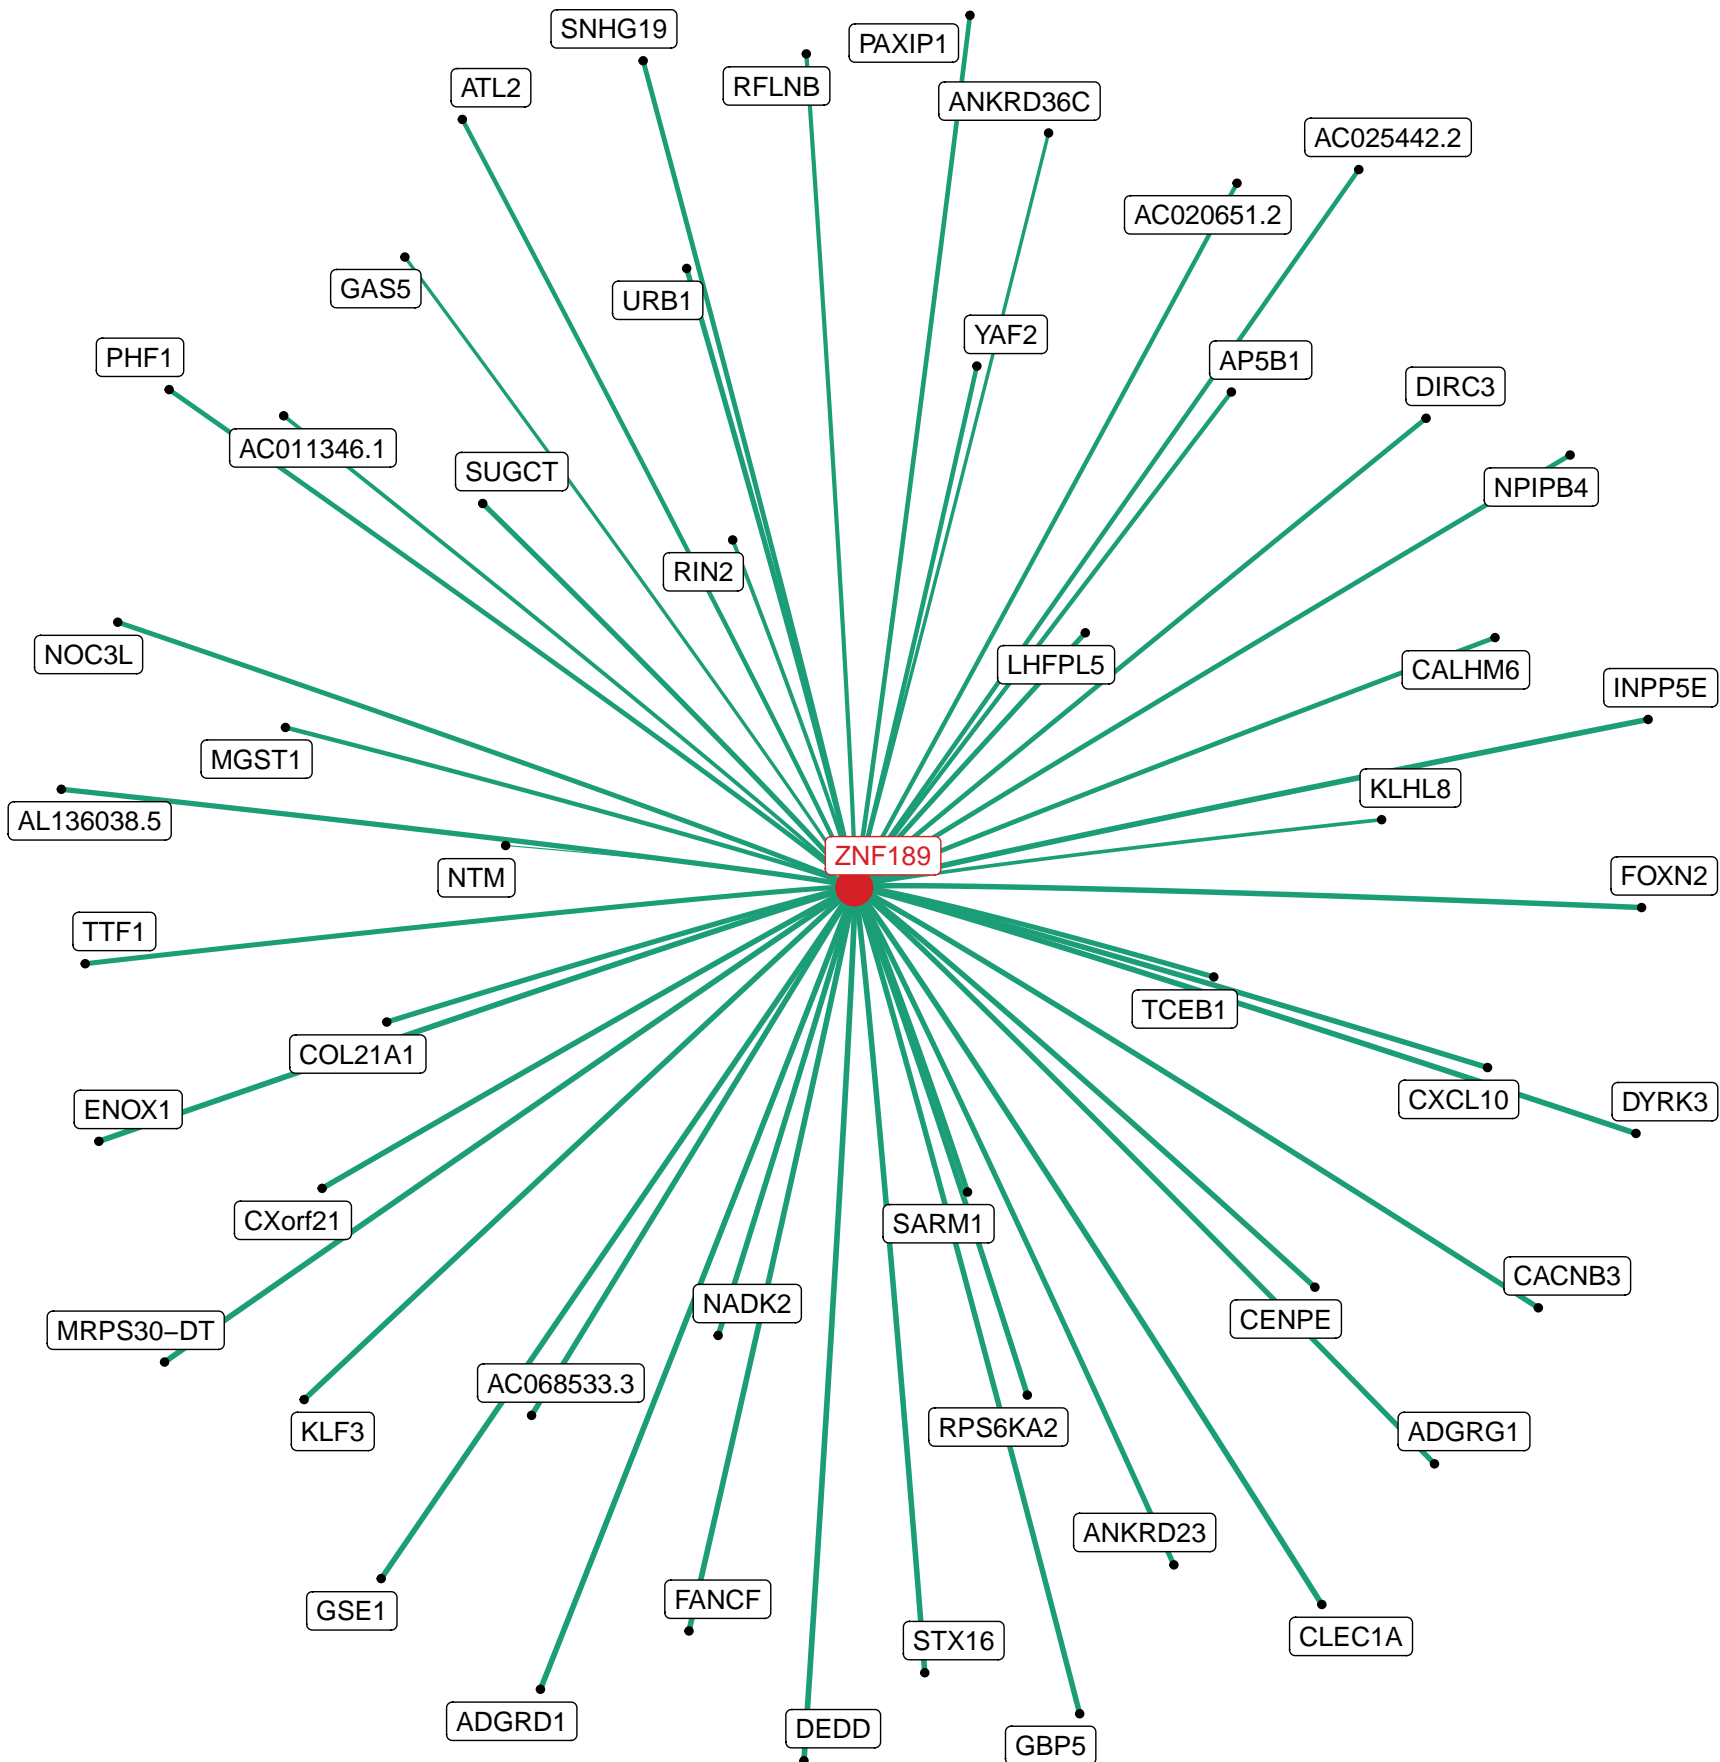 SNHG19
PAXIP1
RFLNB
ATL2
ANKRD36C
AC025442.2
AC020651.2
GAS5
URB1
YAF2
PHF1
AP5B1
DIRC3
AC011346.1
SUGCT
NPIPB4
RIN2
NOC3L
LHFPL5
CALHM6
INPP5E
MGST1
KLHL8
AL136038.5
ZNF189
NTM
FOXN2
TTF1
TCEB1
COL21A1
CXCL10
DYRK3
ENOX1
CXorf21
SARM1
CACNB3
NADK2
CENPE
MRPS30−DT
AC068533.3
RPS6KA2
KLF3
ADGRG1
ANKRD23
FANCF
GSE1
CLEC1A
STX16
ADGRD1
DEDD
GBP5